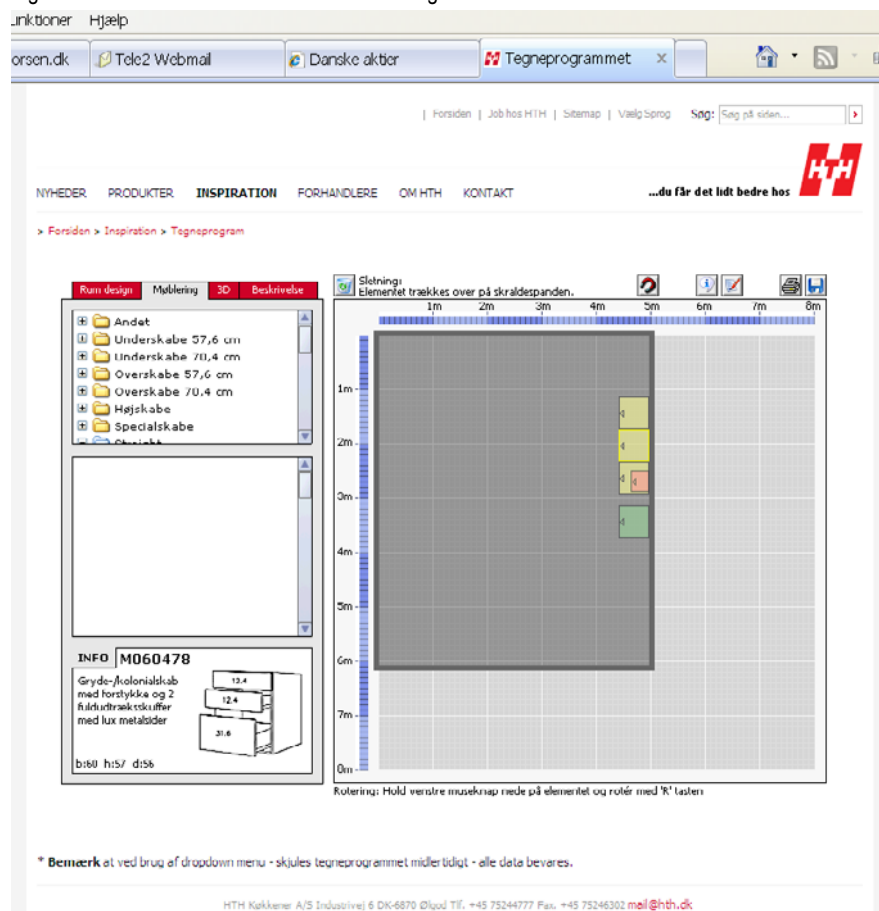 unktioner Hjælp
orsen.dk Tele2 Webmail Danske aktier Tegneprogrammet x
| Forsiden | Job hos HTH | Sitemap | Vælg Sprog Søg: Søg på siden...
HTH
NYHEDER PRODUKTER INSPIRATION FORHANDLERE OM HTH KONTAKT ...du får det lidt bedre hos
> Forsiden > Inspiration > Tegneprogram
Rum design Møblering 3D Beskrivelse
Sletning:
Elementet trækkes over på skraldespanden.
1m 2m 3m 4m 5m 6m 7m 8m
Andet
Underskabe 57,6 cm
Underskabe 70,4 cm
Overskabe 57,6 cm
Overskabe 70,4 cm
Højskabe
Specialskabe
1m
2m
3m
4m
5m
6m
7m
8m
INFO M060478
Gryde-/kolonialskab
med forstykke og 2
fuldudtræksskuffer
med lux metalsider
13.4
12.4
31.6
b:60 h:57 d:56
Rotering: Hold venstre museknap nede på elementet og rotér med 'R' tasten
* Bemærk at ved brug af dropdown menu - skjules tegneprogrammet midlertidigt - alle data bevares.
HTH Køkkener A/S Industrivej 6 DK-6870 Ølgod Tlf. +45 75244777 Fax. +45 75246302 mail@hth.dk